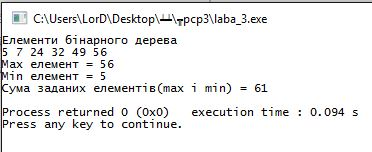 C:\Users\LorD\Desktop\╧╨\╥рср3\laba_3.exe
Елементи бінарного дерева
5 7 24 32 49 56
Max елемент = 56
Min елемент = 5
Сума заданих елементів(max i min) = 61
Process returned 0 (0x0)   execution time : 0.094 s
Press any key to continue.